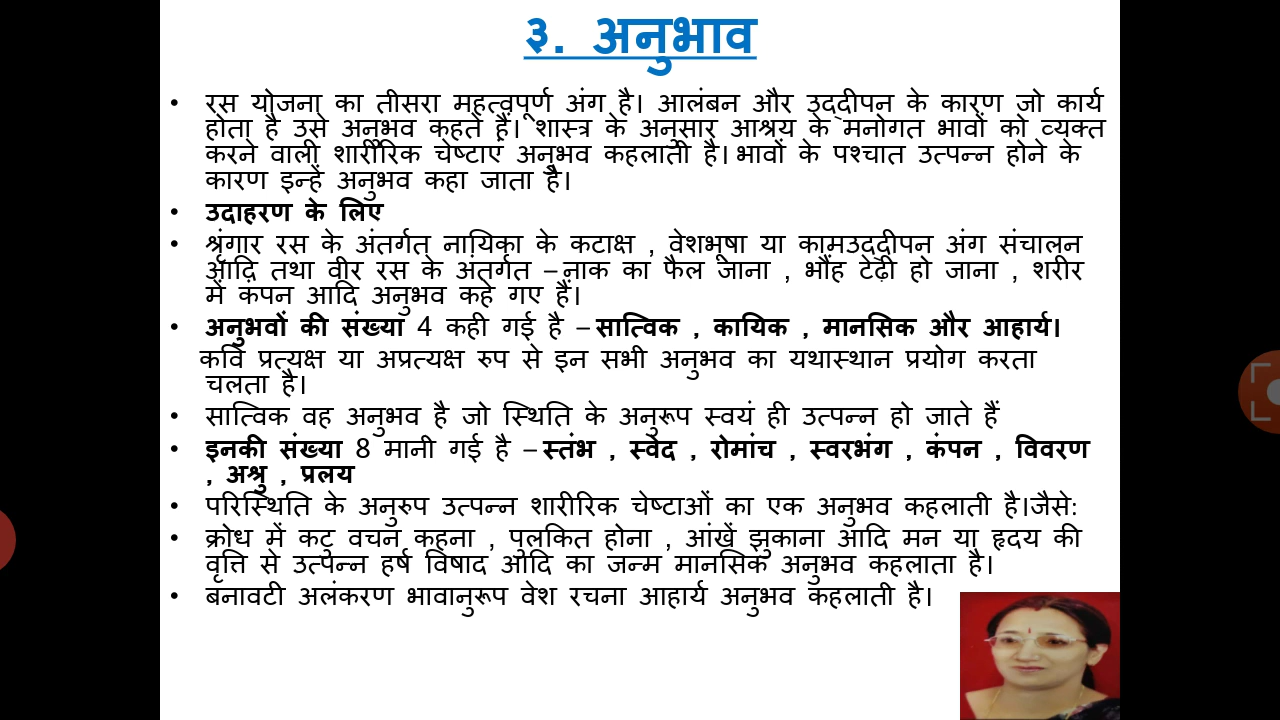 ३. अनुभाव
• रस योजना का तीसरा महत्वपूर्ण अंग है। आलंबन और उद्दीपन के कारण जो कार्य
होता है उसे अनुभव कहते हैं। शास्त्र के अनुसार आश्रय के मनोगत भावों को व्यक्त
करने वाली शारीरिक चेष्टाएं अनुभव कहलाती है। भावों के पश्चात उत्पन्न होने के
कारण इन्हें अनुभव कहा जाता है।
• उदाहरण के लिए
• श्रृंगार रस के अंतर्गत नायिका के कटाक्ष , वेशभूषा या कामउद्दीपन अंग संचालन
आदि तथा वीर रस के अंतर्गत – नाक का फैल जाना , भौंह टेढ़ी हो जाना , शरीर
में कंपन आदि अनुभव कहे गए हैं।
• अनुभवों की संख्या 4 कही गई है – सात्विक , कायिक , मानसिक और आहार्य।
कवि प्रत्यक्ष या अप्रत्यक्ष रुप से इन सभी अनुभव का यथास्थान प्रयोग करता
चलता है।
• सात्विक वह अनुभव है जो स्थिति के अनुरूप स्वयं ही उत्पन्न हो जाते हैं
• इनकी संख्या 8 मानी गई है – स्तंभ , स्वेद , रोमांच , स्वरभंग , कंपन , विवरण
, अश्रु , प्रलय
• परिस्थिति के अनुरुप उत्पन्न शारीरिक चेष्टाओं का एक अनुभव कहलाती है।जैसे:
• क्रोध में कटु वचन कहना , पुलकित होना , आंखें झुकाना आदि मन या हृदय की
वृत्ति से उत्पन्न हर्ष विषाद आदि का जन्म मानसिक अनुभव कहलाता है।
• बनावटी अलंकरण भावानुरूप वेश रचना आहार्य अनुभव कहलाती है।